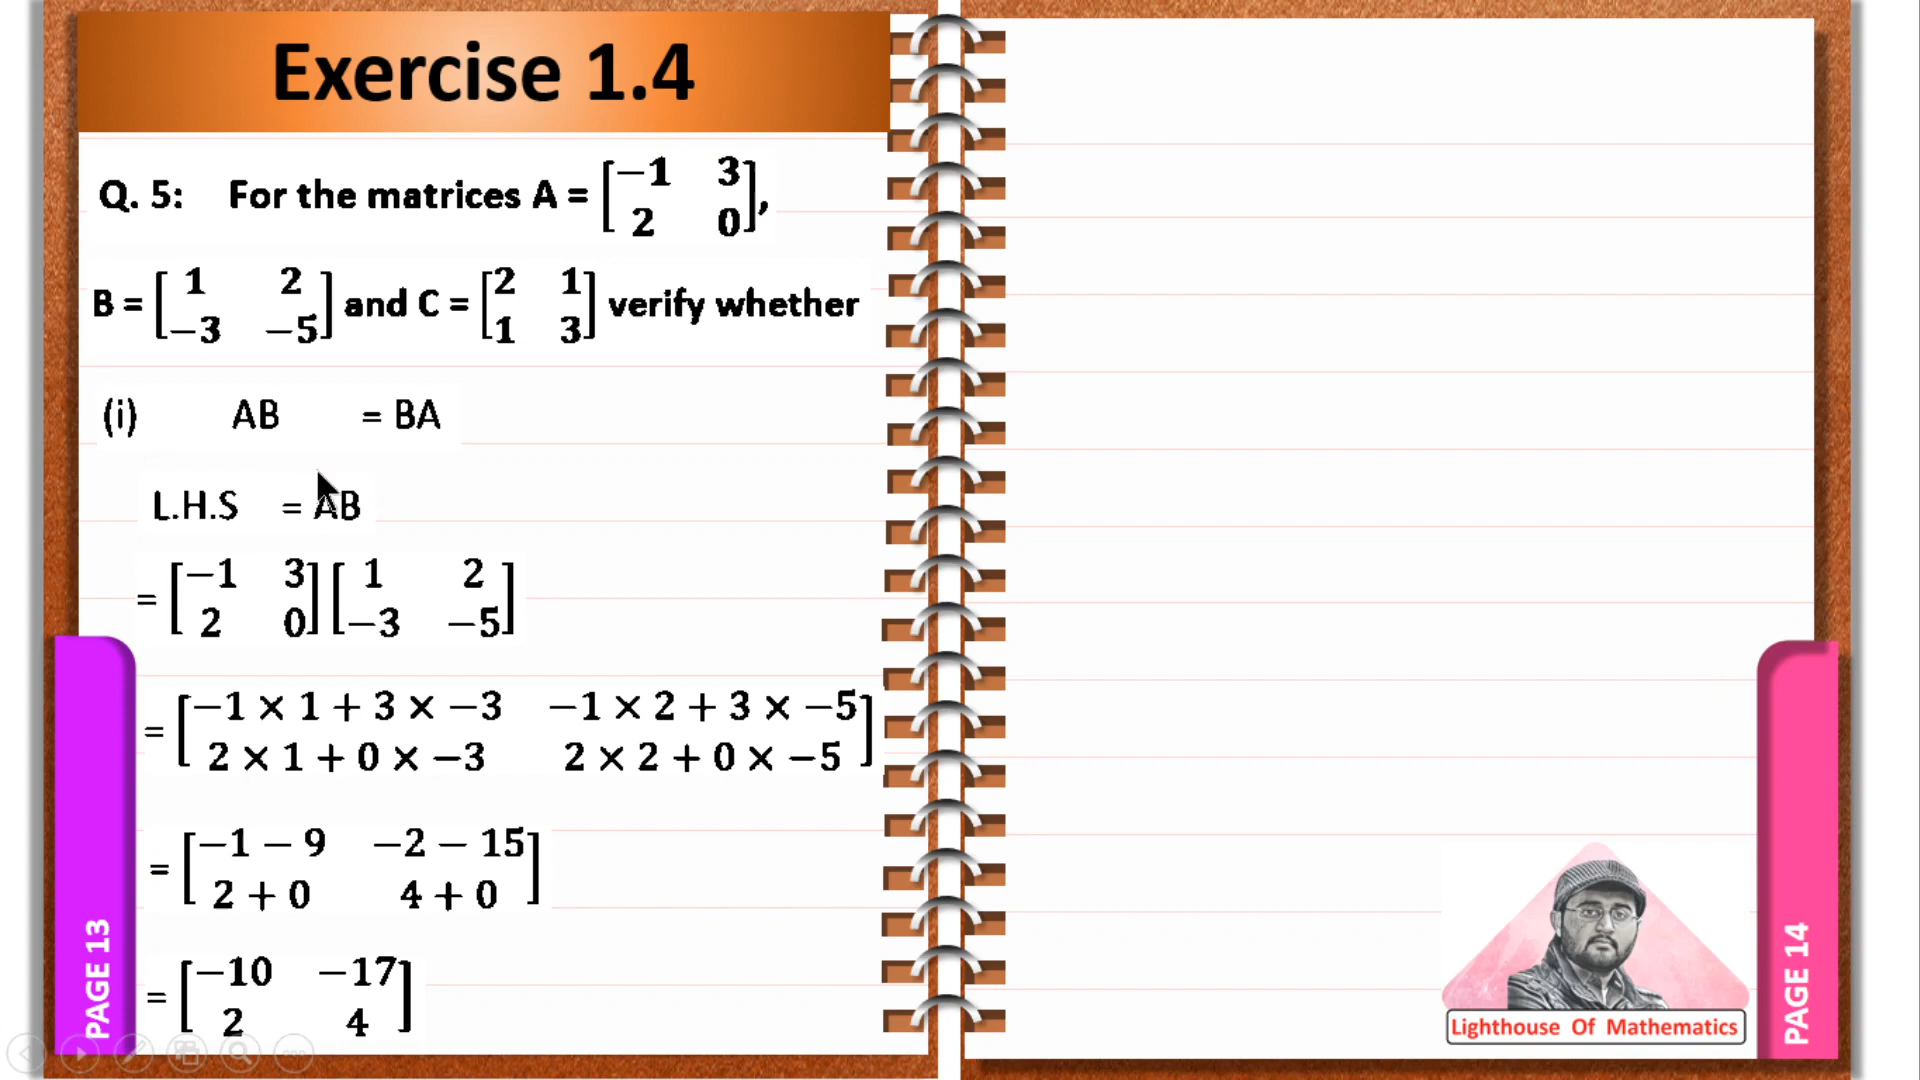 Exercise 1.4
Q. 5: For the matrices A = [−1 3; 2 0],
B = [1 2; −3 −5] and C = [2 1; 1 3] verify whether
(i) AB = BA
L.H.S = AB
= [−1 3; 2 0] [1 2; −3 −5]
= [−1 × 1 + 3 × −3 −1 × 2 + 3 × −5; 2 × 1 + 0 × −3 2 × 2 + 0 × −5]
= [−1 − 9 −2 − 15; 2 + 0 4 + 0]
= [−10 −17; 2 4]
PAGE 13
Lighthouse Of Mathematics
PAGE 14